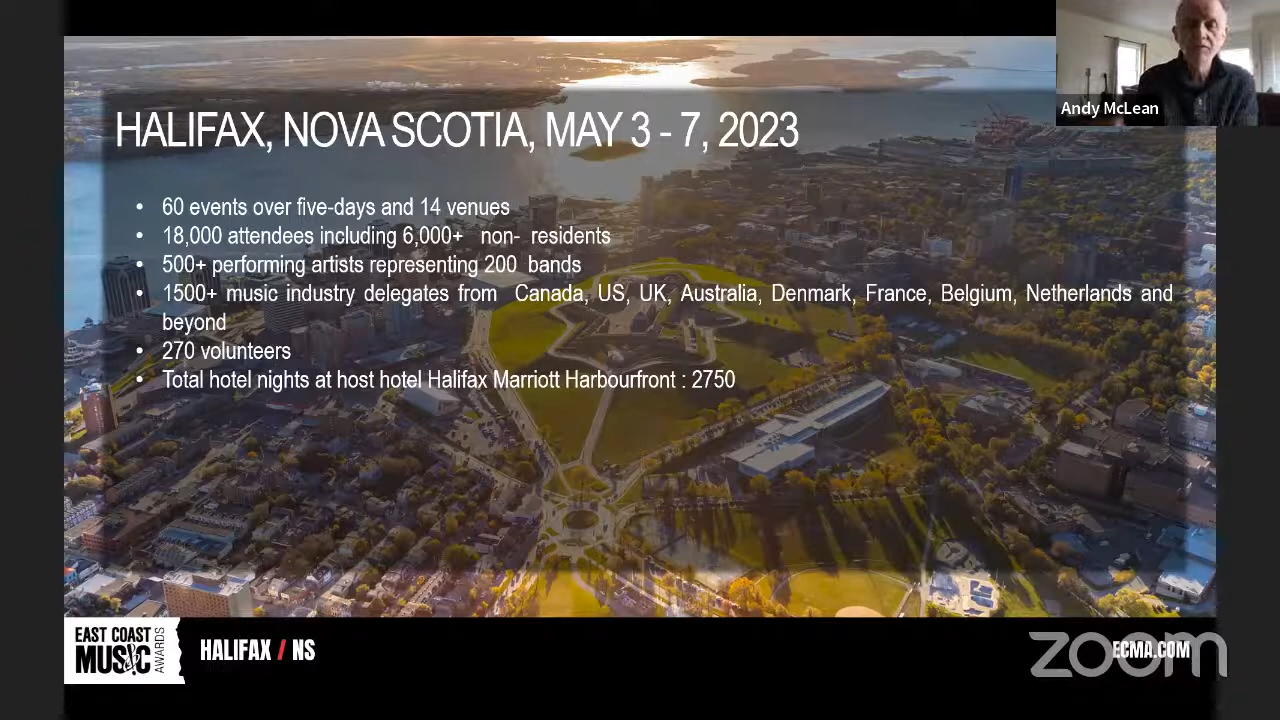 Andy McLean
HALIFAX, NOVA SCOTIA, MAY 3 - 7, 2023
• 60 events over five-days and 14 venues
• 18,000 attendees including 6,000+ non- residents
• 500+ performing artists representing 200 bands
• 1500+ music industry delegates from Canada, US, UK, Australia, Denmark, France, Belgium, Netherlands and
beyond
• 270 volunteers
• Total hotel nights at host hotel Halifax Marriott Harbourfront : 2750
EAST COAST
MUSIC
AWARDS
HALIFAX / NS
ECMA.COM
zoom